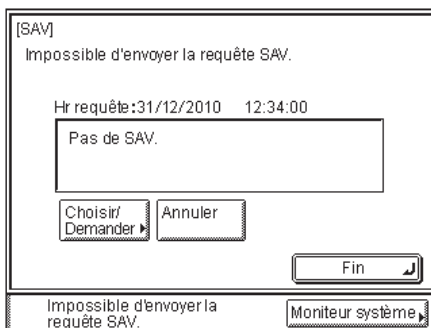 [SAV]
Impossible d'envoyer la requête SAV.
Hr requête:31/12/2010 12:34:00
Pas de SAV.
Choisir/
Demander
Annuler
Fin
Impossible d'envoyer la
requête SAV.
Moniteur système